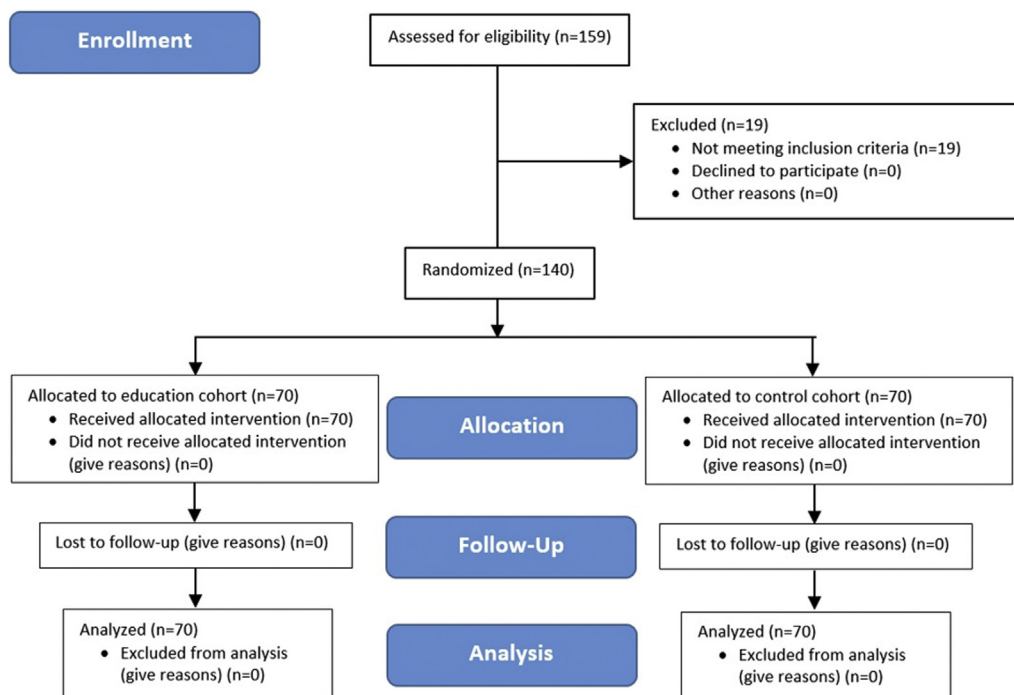 Enrollment
Assessed for eligibility (n=159)
Excluded (n=19)
• Not meeting inclusion criteria (n=19)
• Declined to participate (n=0)
• Other reasons (n=0)
Randomized (n=140)
Allocated to education cohort (n=70)
• Received allocated intervention (n=70)
• Did not receive allocated intervention
(give reasons) (n=0)
Allocation
Allocated to control cohort (n=70)
• Received allocated intervention (n=70)
• Did not receive allocated intervention
(give reasons) (n=0)
Lost to follow-up (give reasons) (n=0)
Follow-Up
Lost to follow-up (give reasons) (n=0)
Analyzed (n=70)
• Excluded from analysis
(give reasons) (n=0)
Analysis
Analyzed (n=70)
• Excluded from analysis
(give reasons) (n=0)